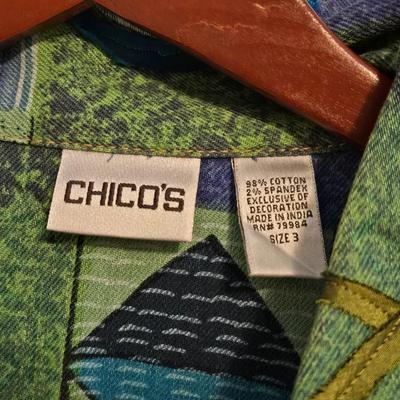 CHICO'S
98% COTTON
2% SPANDEX
EXCLUSIVE OF
DECORATION
MADE IN INDIA
RN# 79984
SIZE 3